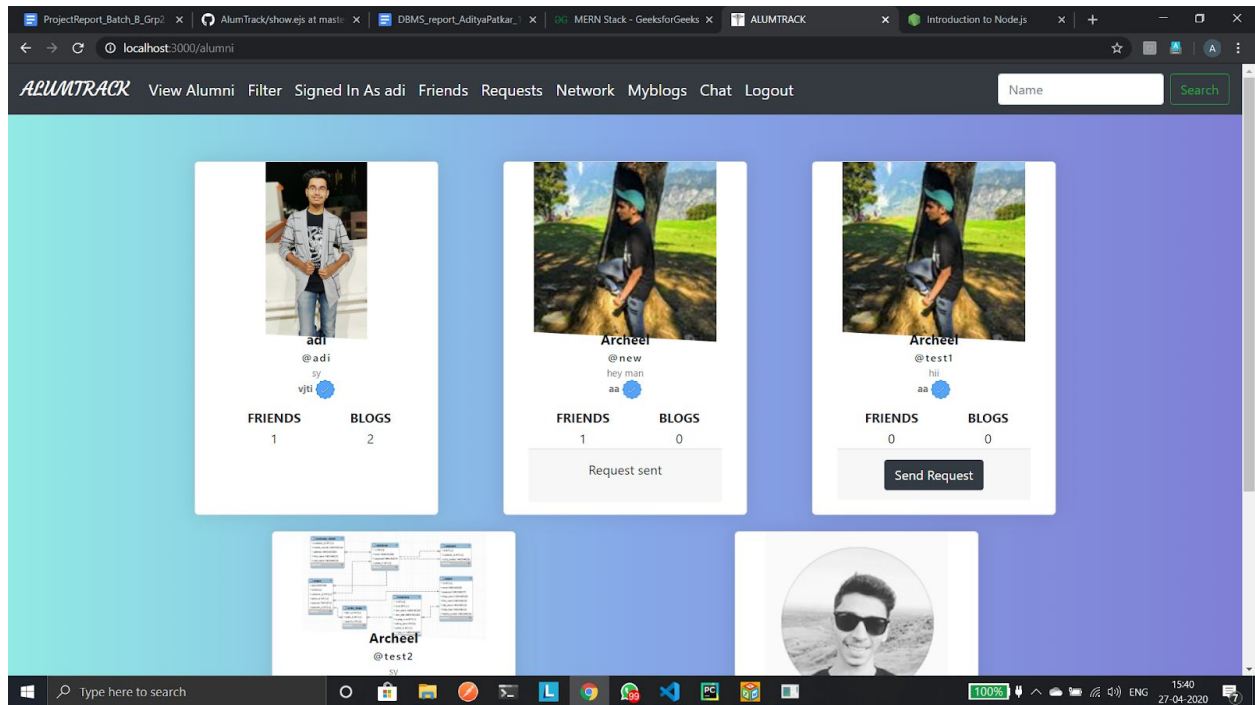 ProjectReport_Batch_B_Grp2
AlumTrack/show.ejs at maste
DBMS_report_AdityaPatkar_1
MERN Stack - GeeksforGeeks
ALUMTRACK
Introduction to Node.js
localhost:3000/alumni
A
ALUMTRACK View Alumni Filter Signed In As adi Friends Requests Network Myblogs Chat Logout Name Search
adi
@adi
sy
vjti
FRIENDS BLOGS
1 2
Archeel
@new
hey man
aa
FRIENDS BLOGS
1 0
Request sent
Archeel
@test1
hii
aa
FRIENDS BLOGS
0 0
Send Request
Archeel
@test2
sy
Type here to search
L
99
PC
100%
ENG
15:40
27-04-2020
7